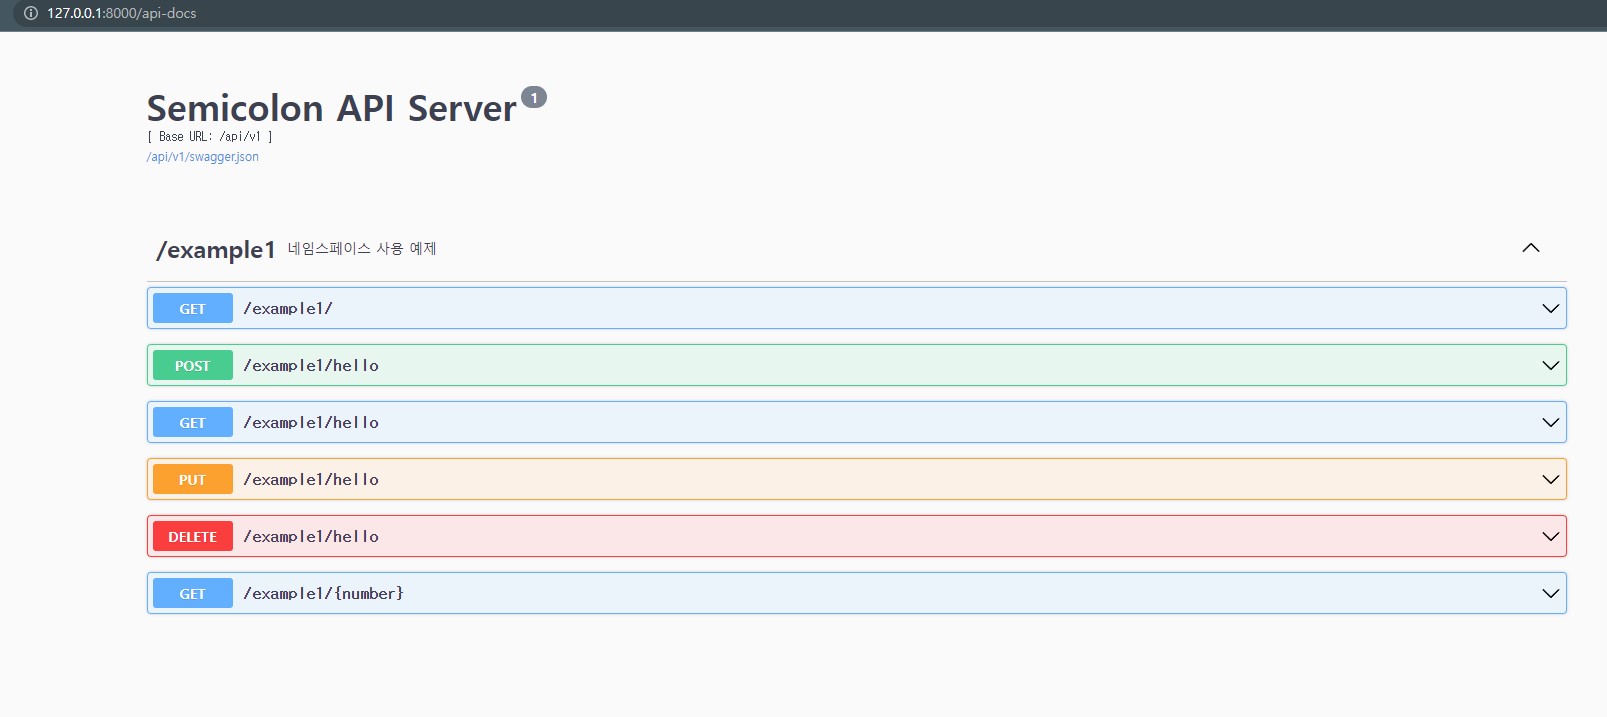 127.0.0.1:8000/api-docs
Semicolon API Server 1
[ Base URL: /api/v1 ]
/api/v1/swagger.json
/example1 네임스페이스 사용 예제
GET /example1/
POST /example1/hello
GET /example1/hello
PUT /example1/hello
DELETE /example1/hello
GET /example1/{number}